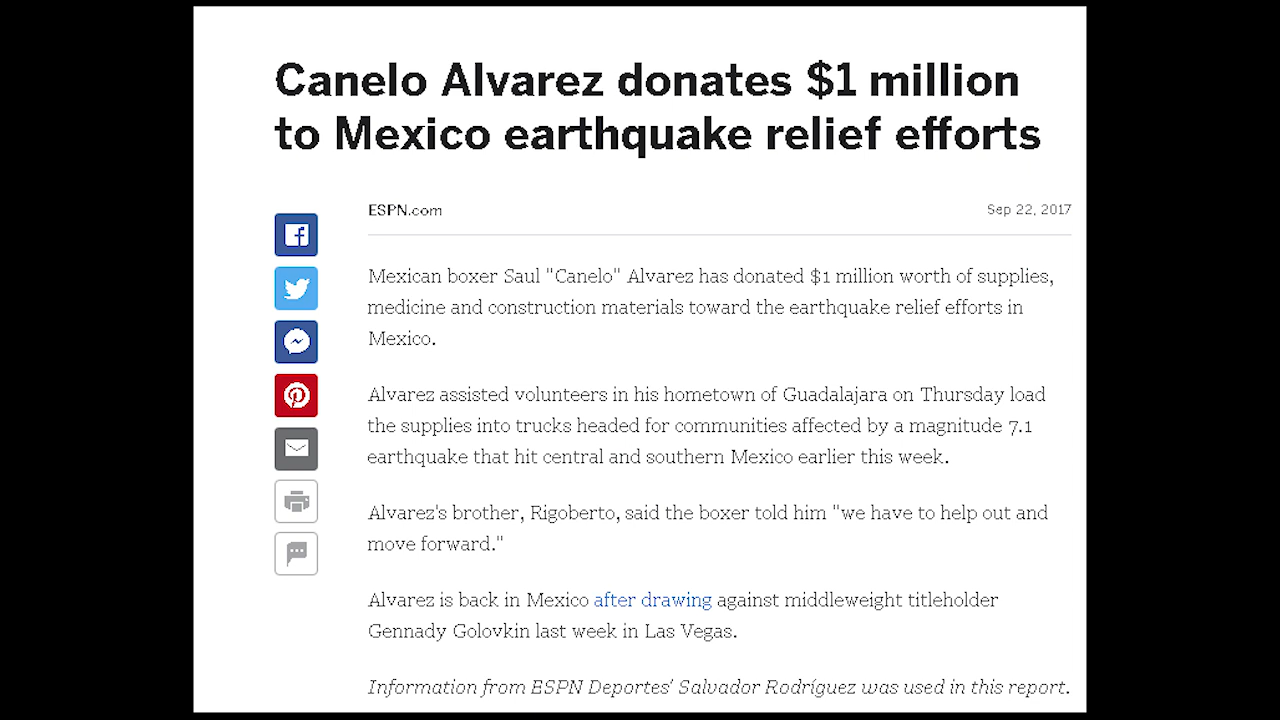 Canelo Alvarez donates $1 million
to Mexico earthquake relief efforts
ESPN.com
Sep 22, 2017
Mexican boxer Saul "Canelo" Alvarez has donated $1 million worth of supplies,
medicine and construction materials toward the earthquake relief efforts in
Mexico.
Alvarez assisted volunteers in his hometown of Guadalajara on Thursday load
the supplies into trucks headed for communities affected by a magnitude 7.1
earthquake that hit central and southern Mexico earlier this week.
Alvarez's brother, Rigoberto, said the boxer told him "we have to help out and
move forward."
Alvarez is back in Mexico after drawing against middleweight titleholder
Gennady Golovkin last week in Las Vegas.
Information from ESPN Deportes' Salvador Rodríguez was used in this report.